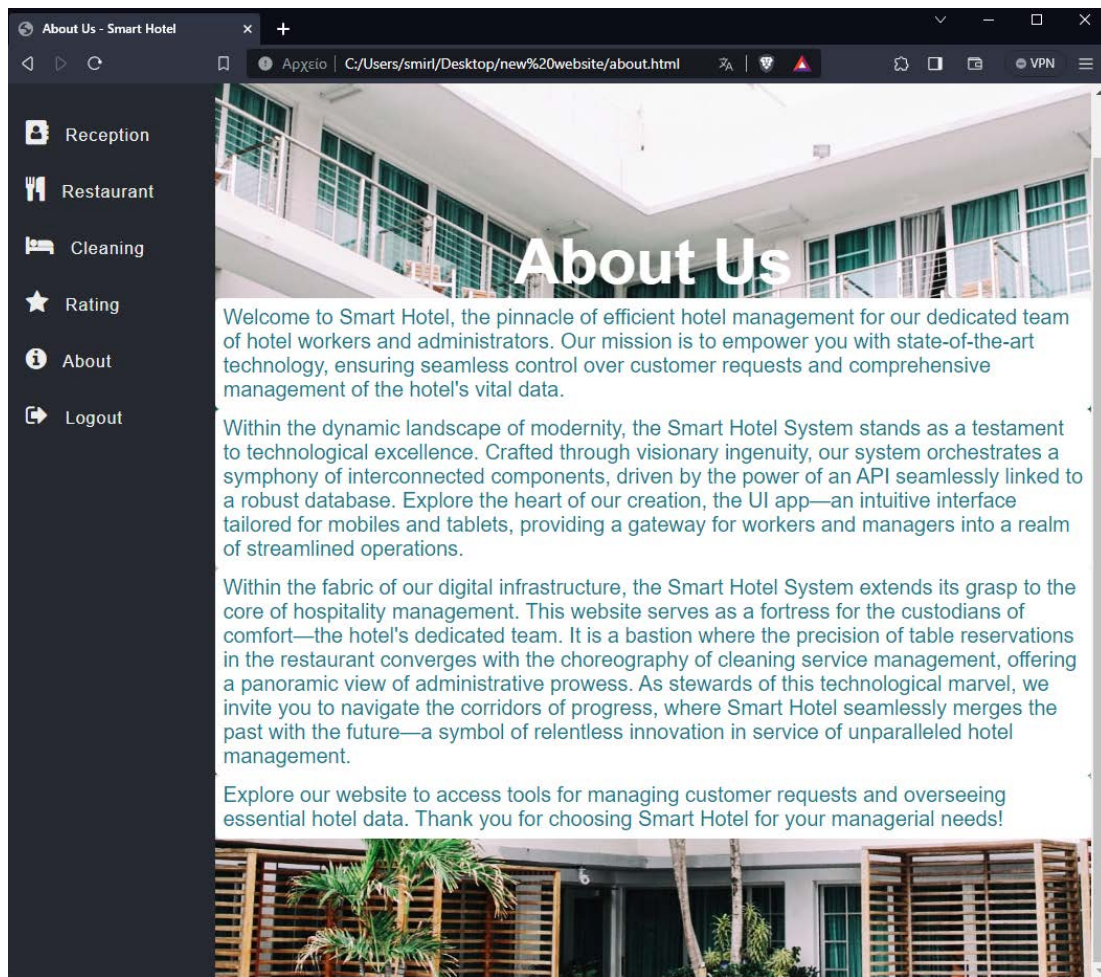 About Us - Smart Hotel
Αρχείο | C:/Users/smirl/Desktop/new%20website/about.html
VPN
Reception
Restaurant
Cleaning
Rating
About
Logout
About Us
Welcome to Smart Hotel, the pinnacle of efficient hotel management for our dedicated team
of hotel workers and administrators. Our mission is to empower you with state-of-the-art
technology, ensuring seamless control over customer requests and comprehensive
management of the hotel's vital data.
Within the dynamic landscape of modernity, the Smart Hotel System stands as a testament
to technological excellence. Crafted through visionary ingenuity, our system orchestrates a
symphony of interconnected components, driven by the power of an API seamlessly linked to
a robust database. Explore the heart of our creation, the UI app—an intuitive interface
tailored for mobiles and tablets, providing a gateway for workers and managers into a realm
of streamlined operations.
Within the fabric of our digital infrastructure, the Smart Hotel System extends its grasp to the
core of hospitality management. This website serves as a fortress for the custodians of
comfort—the hotel's dedicated team. It is a bastion where the precision of table reservations
in the restaurant converges with the choreography of cleaning service management, offering
a panoramic view of administrative prowess. As stewards of this technological marvel, we
invite you to navigate the corridors of progress, where Smart Hotel seamlessly merges the
past with the future—a symbol of relentless innovation in service of unparalleled hotel
management.
Explore our website to access tools for managing customer requests and overseeing
essential hotel data. Thank you for choosing Smart Hotel for your managerial needs!